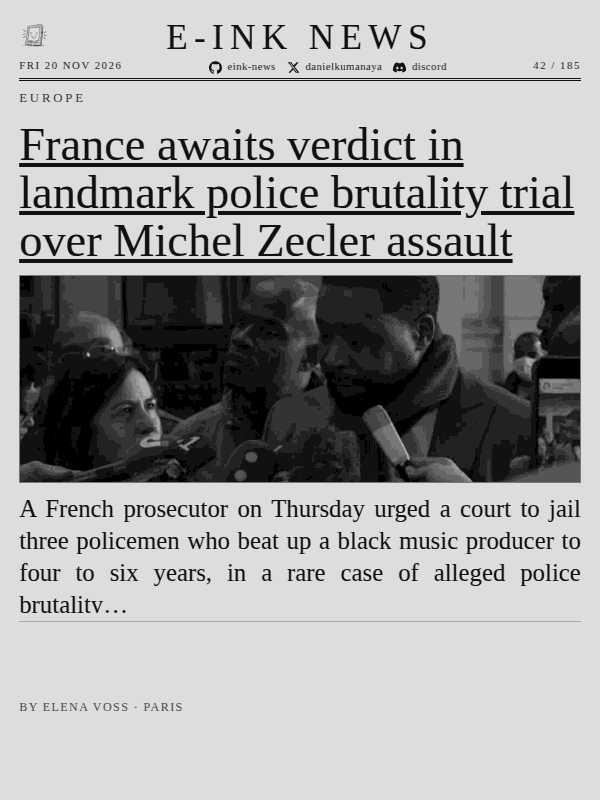 E-INK NEWS
FRI 20 NOV 2026
eink-news
danielkumanaya
discord
42 / 185
EUROPE
France awaits verdict in
landmark police brutality trial
over Michel Zecler assault
A French prosecutor on Thursday urged a court to jail
three policemen who beat up a black music producer to
four to six years, in a rare case of alleged police
brutality…
BY ELENA VOSS · PARIS